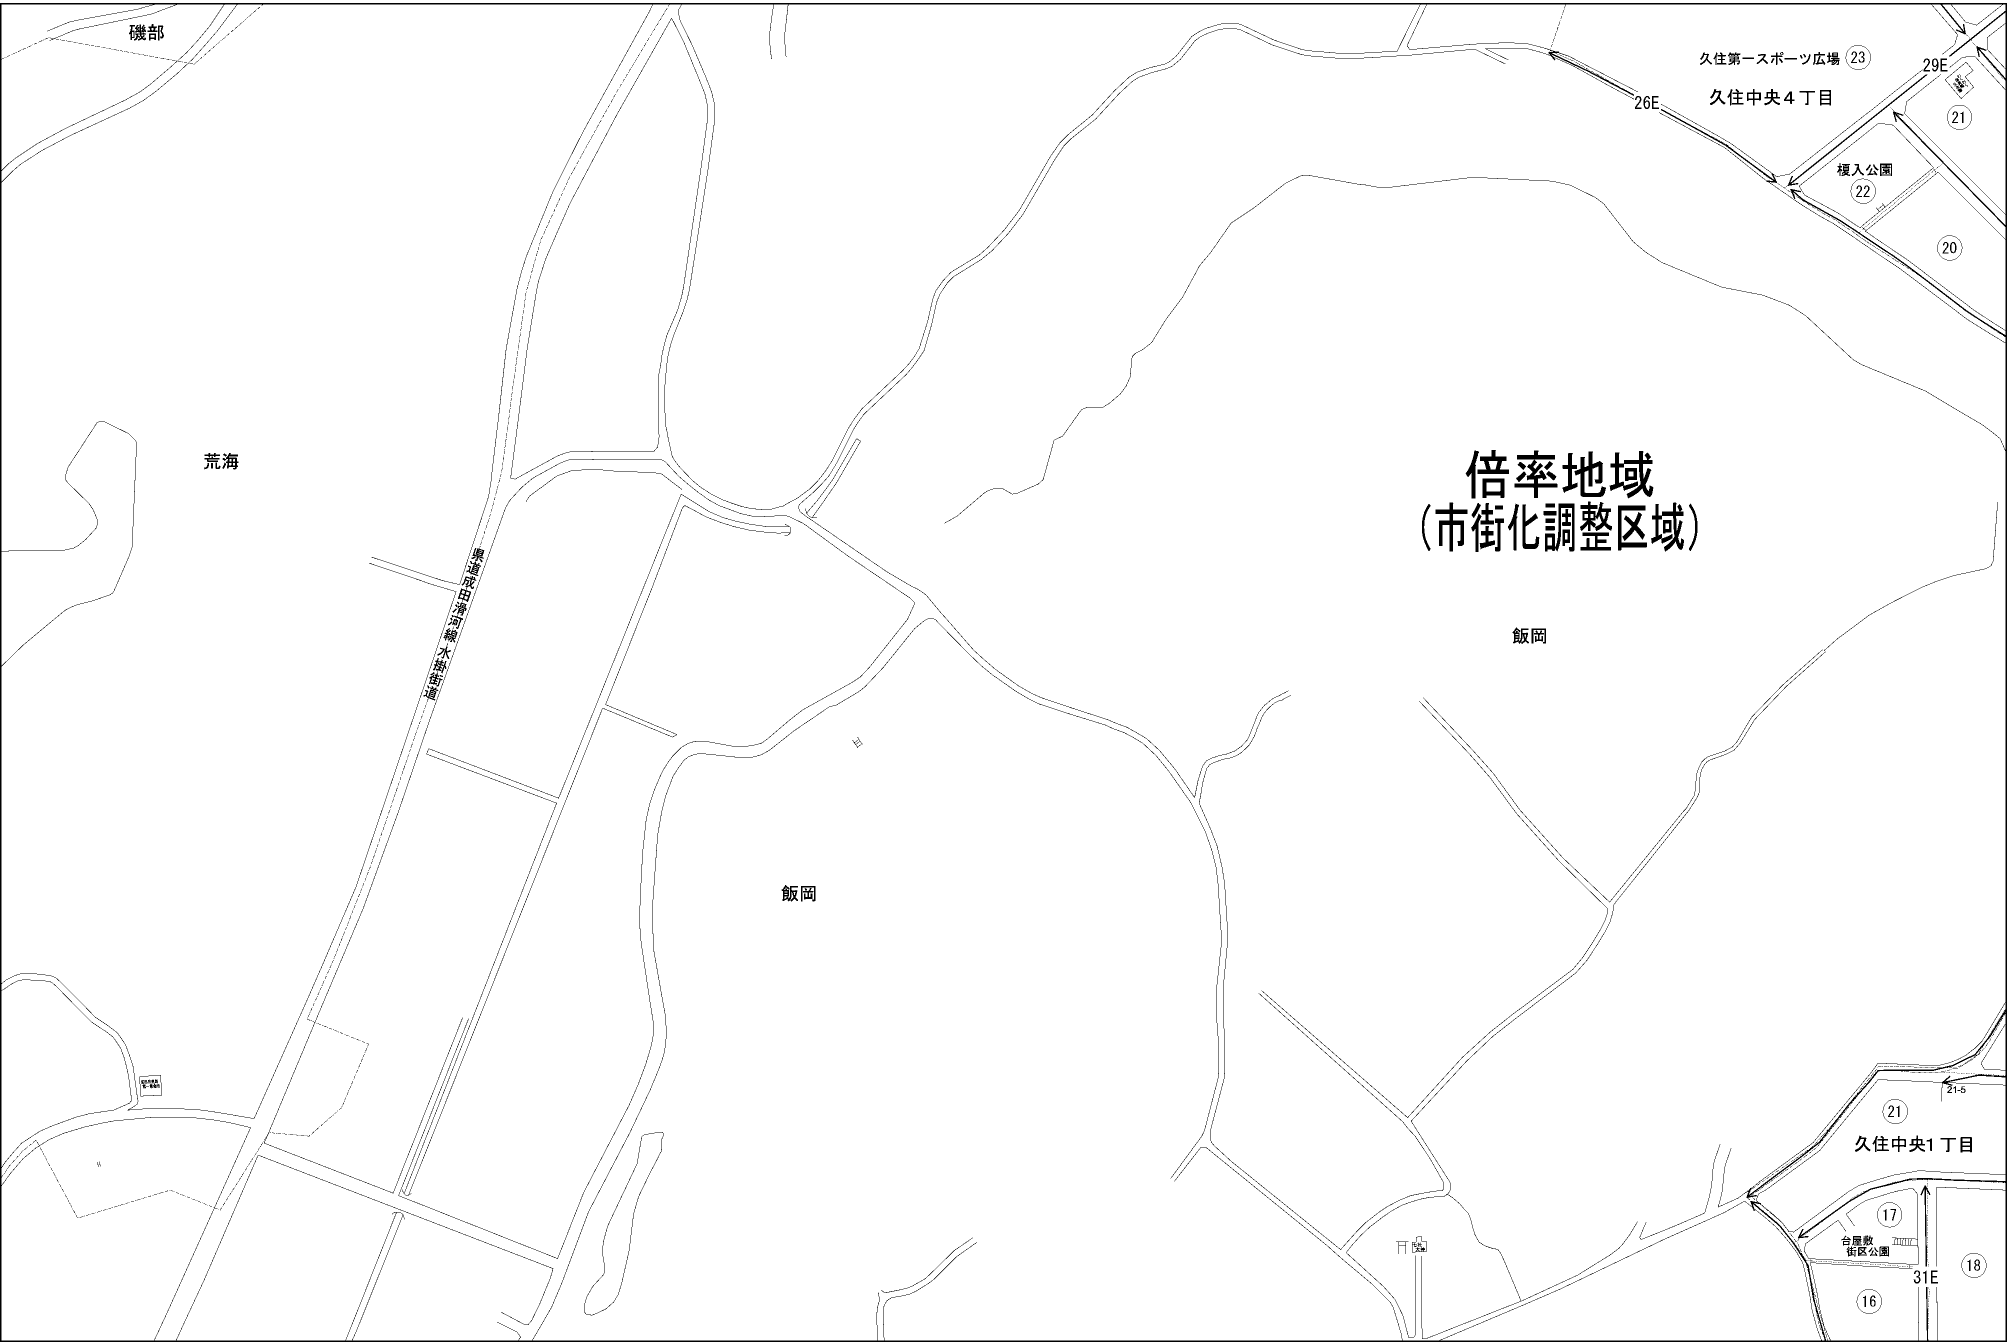 磯部
久住第一スポーツ広場 23
29E
26E
久住中央4丁目
21
榎入公園
22
20
荒海
倍率地域
（市街化調整区域）
県道成田滑河線 水掛街道
飯岡
飯岡
21-5
21
久住中央1丁目
17
台屋敷
街区公園
31E
18
16